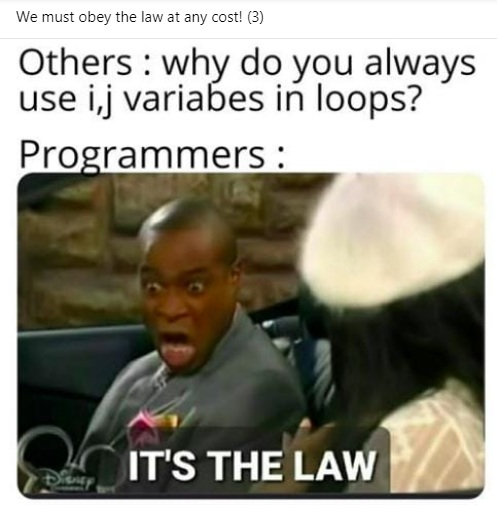 We must obey the law at any cost! (3)
Others : why do you always
use i,j variabes in loops?
Programmers :
IT'S THE LAW
Disney